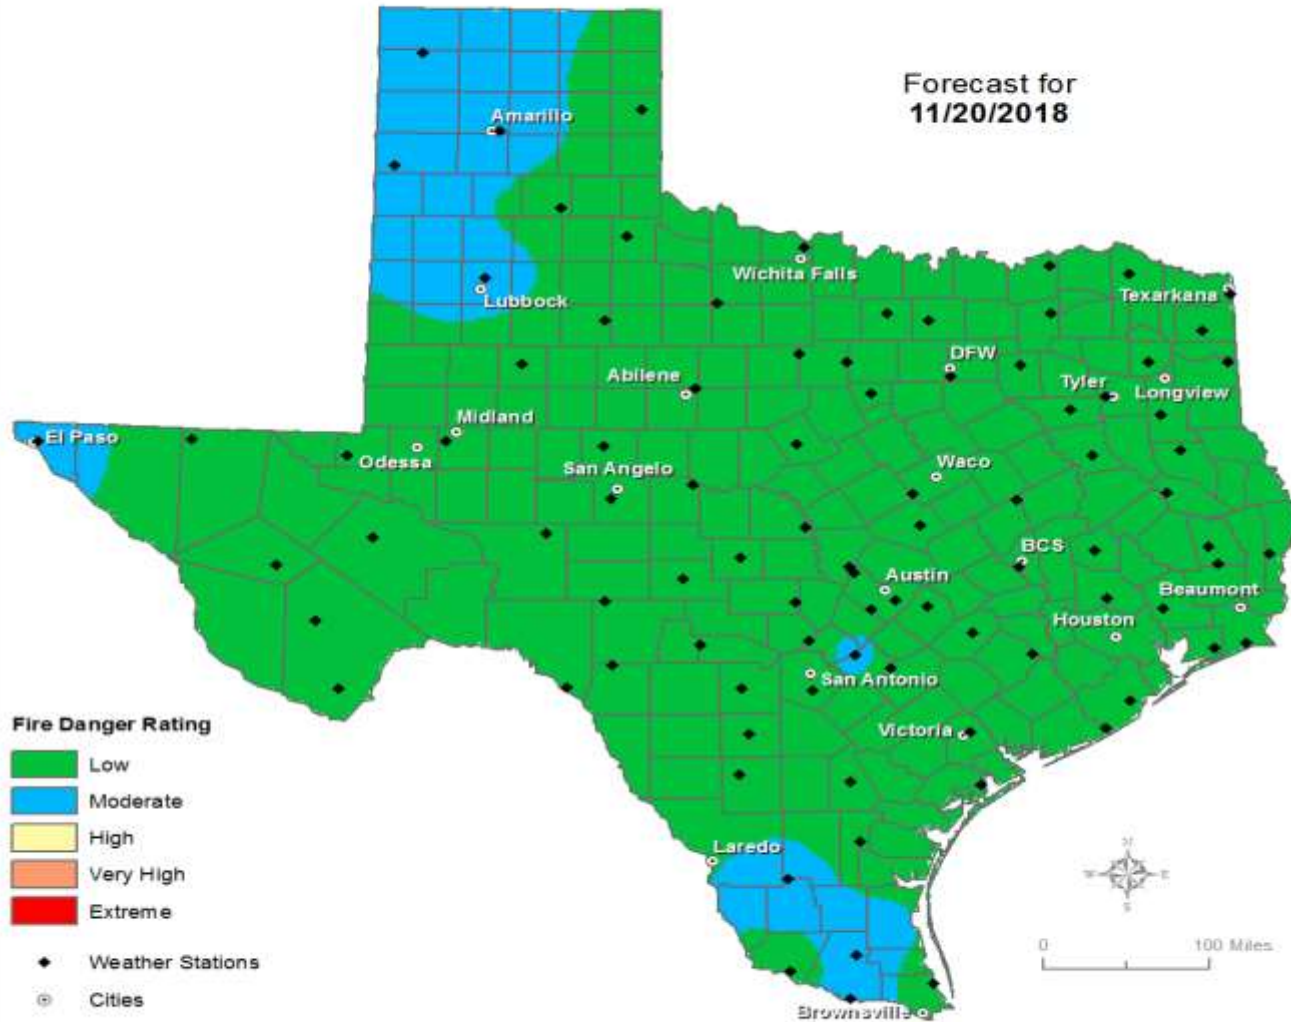 Forecast for
11/20/2018
Amarillo
Wichita Falls
Lubbock
Texarkana
DFW
Abilene
Tyler
Longview
Midland
El Paso
Odessa
San Angelo
Waco
BCS
Austin
Beaumont
Houston
San Antonio
Victoria
Laredo
Brownsville
Fire Danger Rating
Low
Moderate
High
Very High
Extreme
Weather Stations
Cities
N
W E
S
0 100 Miles